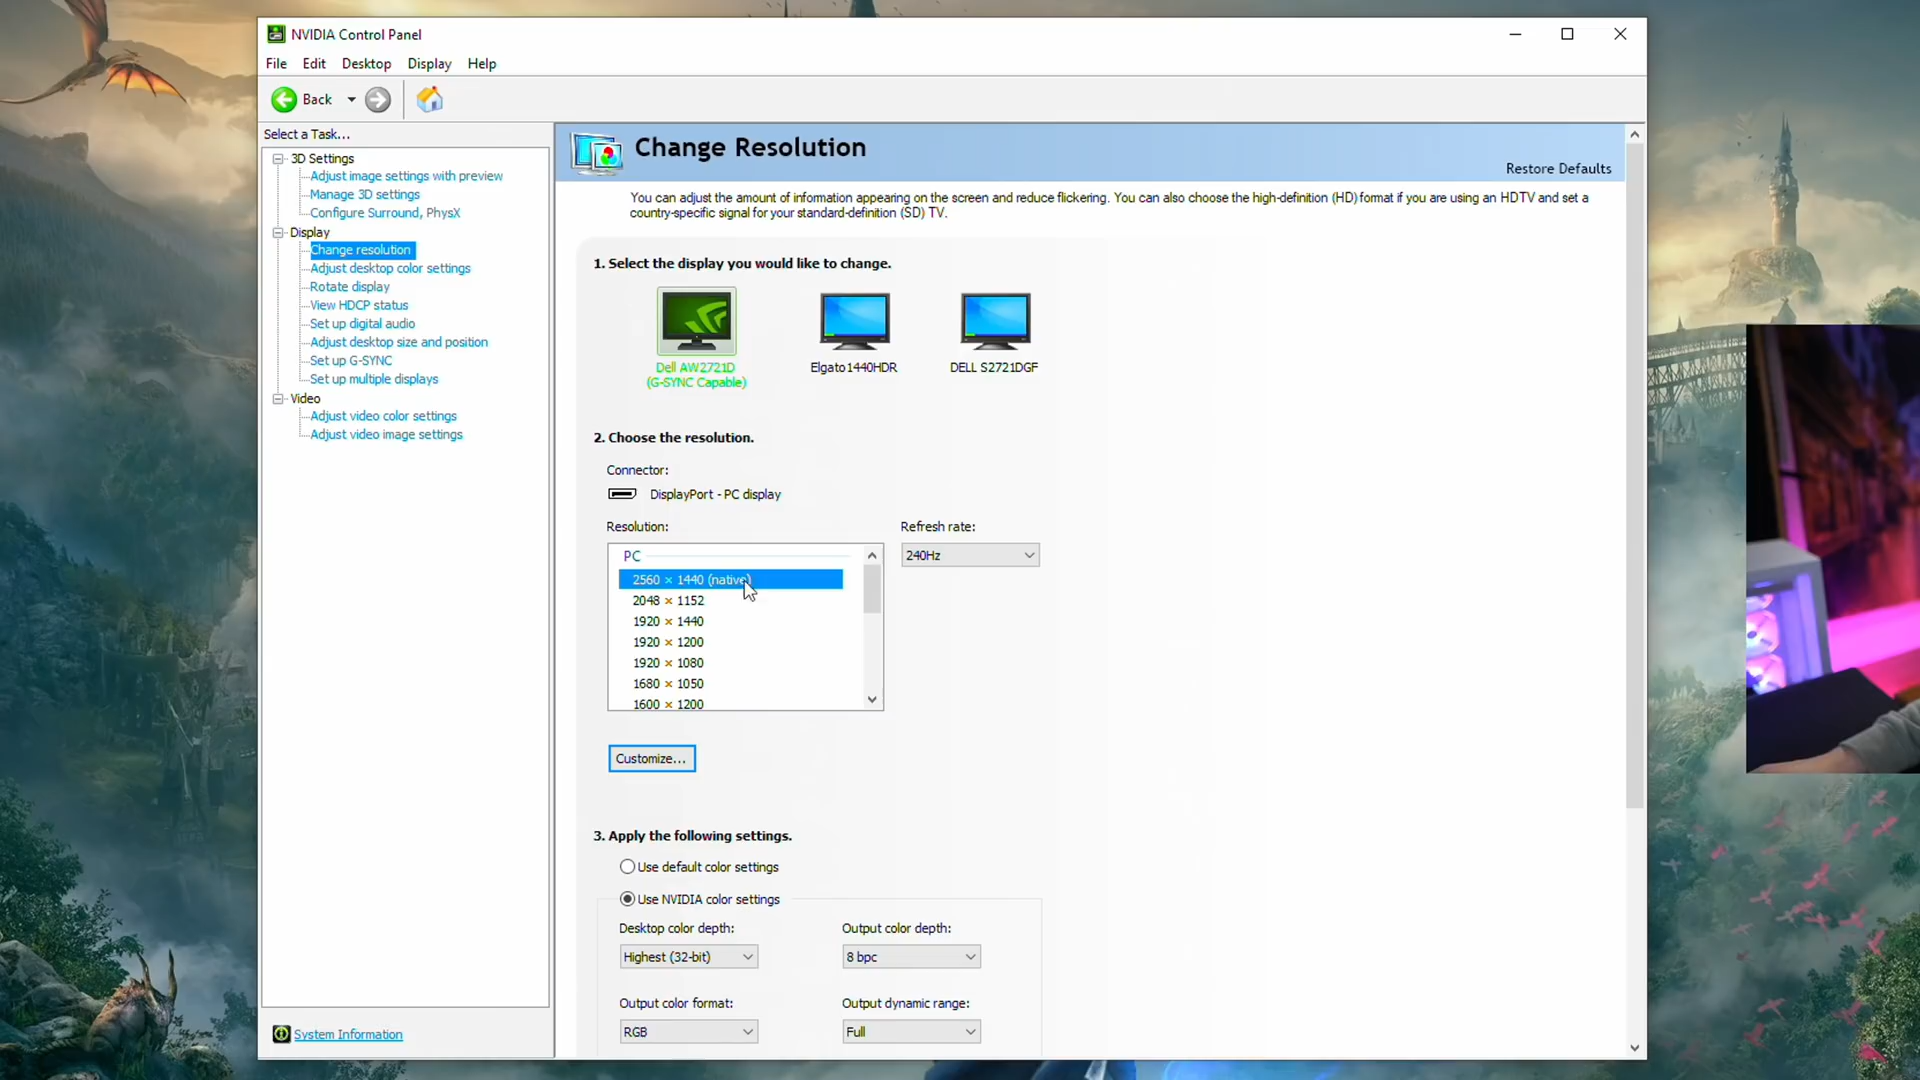 NVIDIA Control Panel
File Edit Desktop Display Help
Back
Select a Task...
3D Settings
Adjust image settings with preview
Manage 3D settings
Configure Surround, PhysX
Display
Change resolution
Adjust desktop color settings
Rotate display
View HDCP status
Set up digital audio
Adjust desktop size and position
Set up G-SYNC
Set up multiple displays
Video
Adjust video color settings
Adjust video image settings
System Information
Change Resolution
Restore Defaults
You can adjust the amount of information appearing on the screen and reduce flickering. You can also choose the high-definition (HD) format if you are using an HDTV and set a
country-specific signal for your standard-definition (SD) TV.
1. Select the display you would like to change.
Dell AW2721D
(G-SYNC Capable)
Elgato1440HDR
DELL S2721DGF
2. Choose the resolution.
Connector:
DisplayPort - PC display
Resolution:
Refresh rate:
PC
240Hz
2560 × 1440 (native)
2048 × 1152
1920 × 1440
1920 × 1200
1920 × 1080
1680 × 1050
1600 × 1200
Customize...
3. Apply the following settings.
Use default color settings
Use NVIDIA color settings
Desktop color depth:
Output color depth:
Highest (32-bit)
8 bpc
Output color format:
Output dynamic range:
RGB
Full